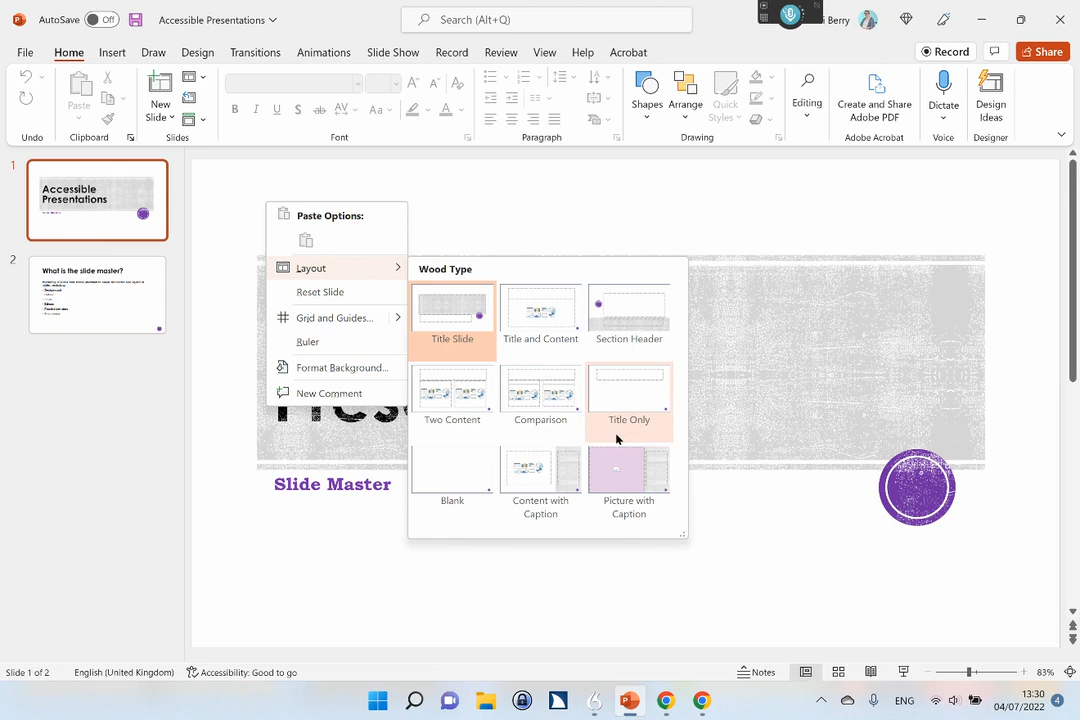 AutoSave Off Accessible Presentations Search (Alt+Q) Berry
File Home Insert Draw Design Transitions Animations Slide Show Record Review View Help Acrobat Record Share
Paste New Slide Shapes Arrange Quick Styles Editing Create and Share Adobe PDF Dictate Design Ideas
Undo Clipboard Slides Font Paragraph Drawing Adobe Acrobat Voice Designer
1
Accessible
Presentations
2
What is the slide master?
Paste Options:
Layout
Reset Slide
Grid and Guides...
Ruler
Format Background...
New Comment
Wood Type
Title Slide Title and Content Section Header
Two Content Comparison Title Only
Blank Content with Caption Picture with Caption
Slide Master
Slide 1 of 2 English (United Kingdom) Accessibility: Good to go Notes 83%
ENG 13:30
04/07/2022 4